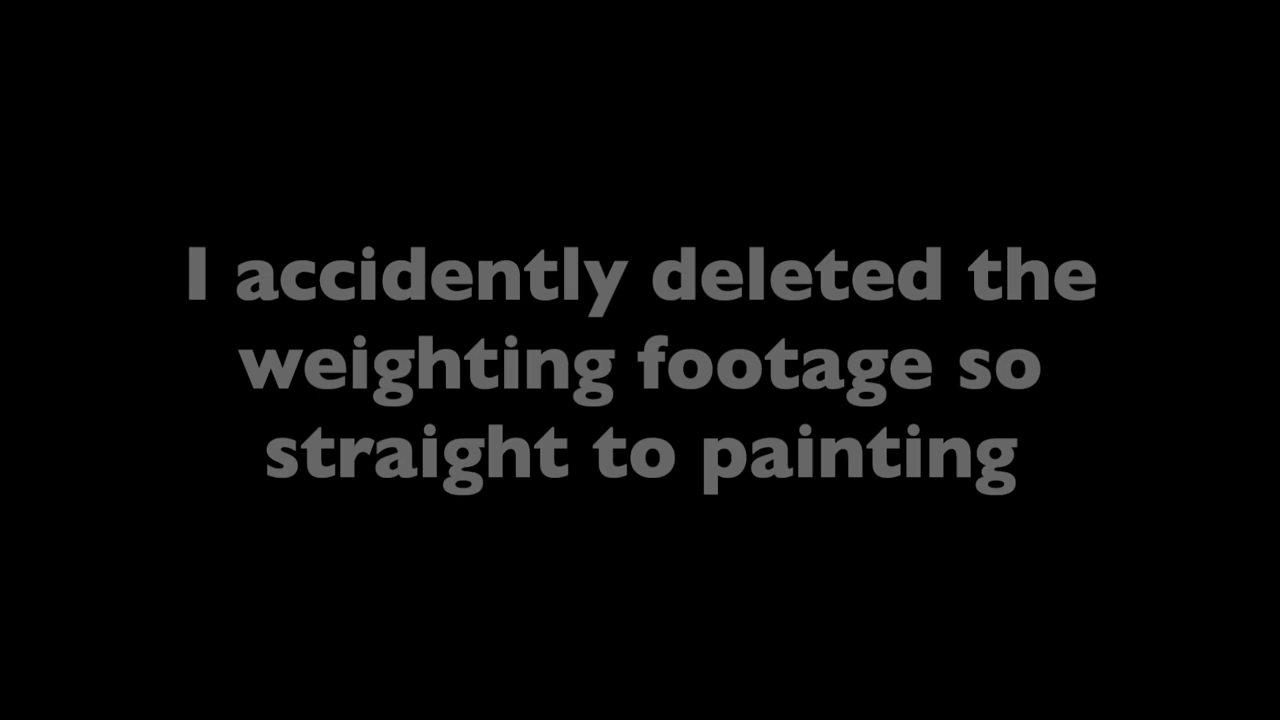 I accidently deleted the
weighting footage so
straight to painting